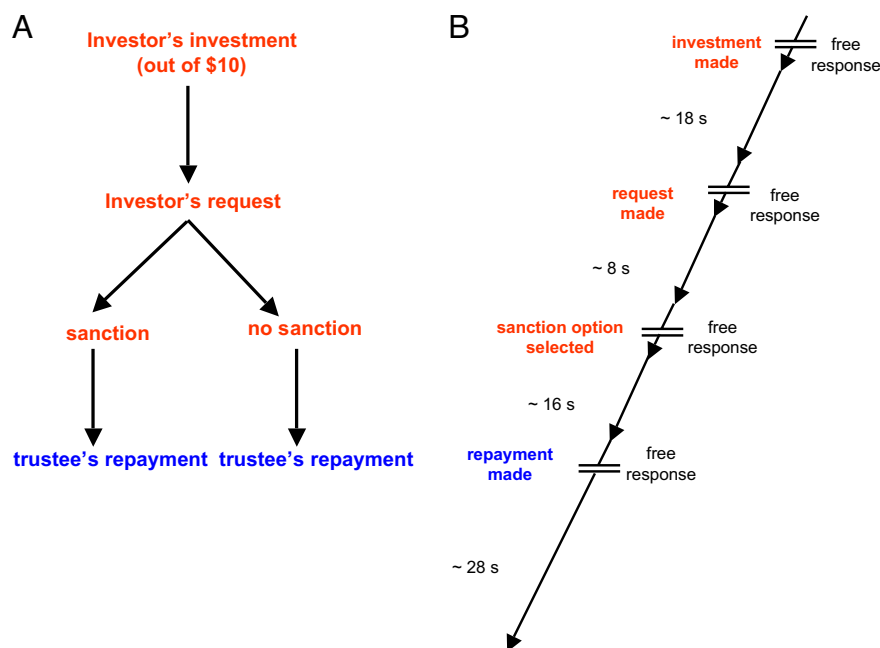 A
Investor's investment
(out of $10)
Investor's request
sanction
no sanction
trustee's repayment
trustee's repayment
B
investment
made
free
response
~ 18 s
request
made
free
response
~ 8 s
sanction option
selected
free
response
~ 16 s
repayment
made
free
response
~ 28 s